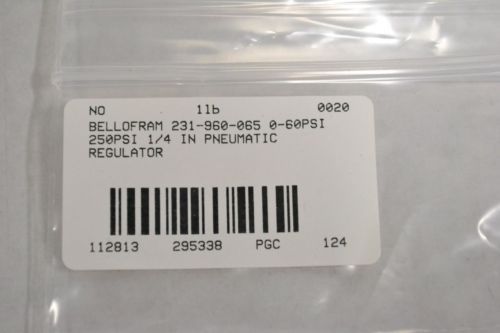 NO 1lb 0020
BELLOFRAM 231-960-065 0-60PSI
250PSI 1/4 IN PNEUMATIC
REGULATOR
112813 295338 PGC 124